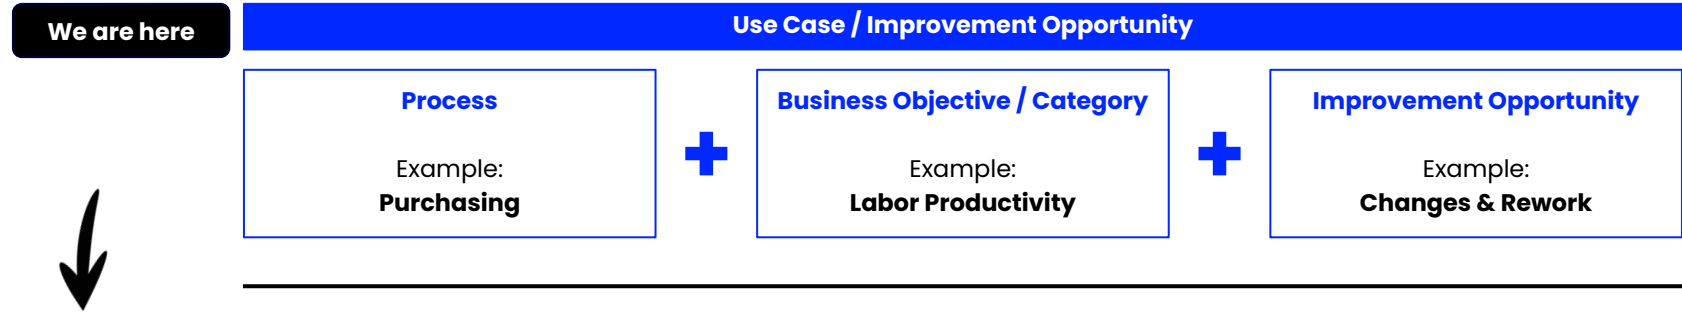 We are here
Use Case / Improvement Opportunity
Process
Example:
Purchasing
Business Objective / Category
Example:
Labor Productivity
Improvement Opportunity
Example:
Changes & Rework